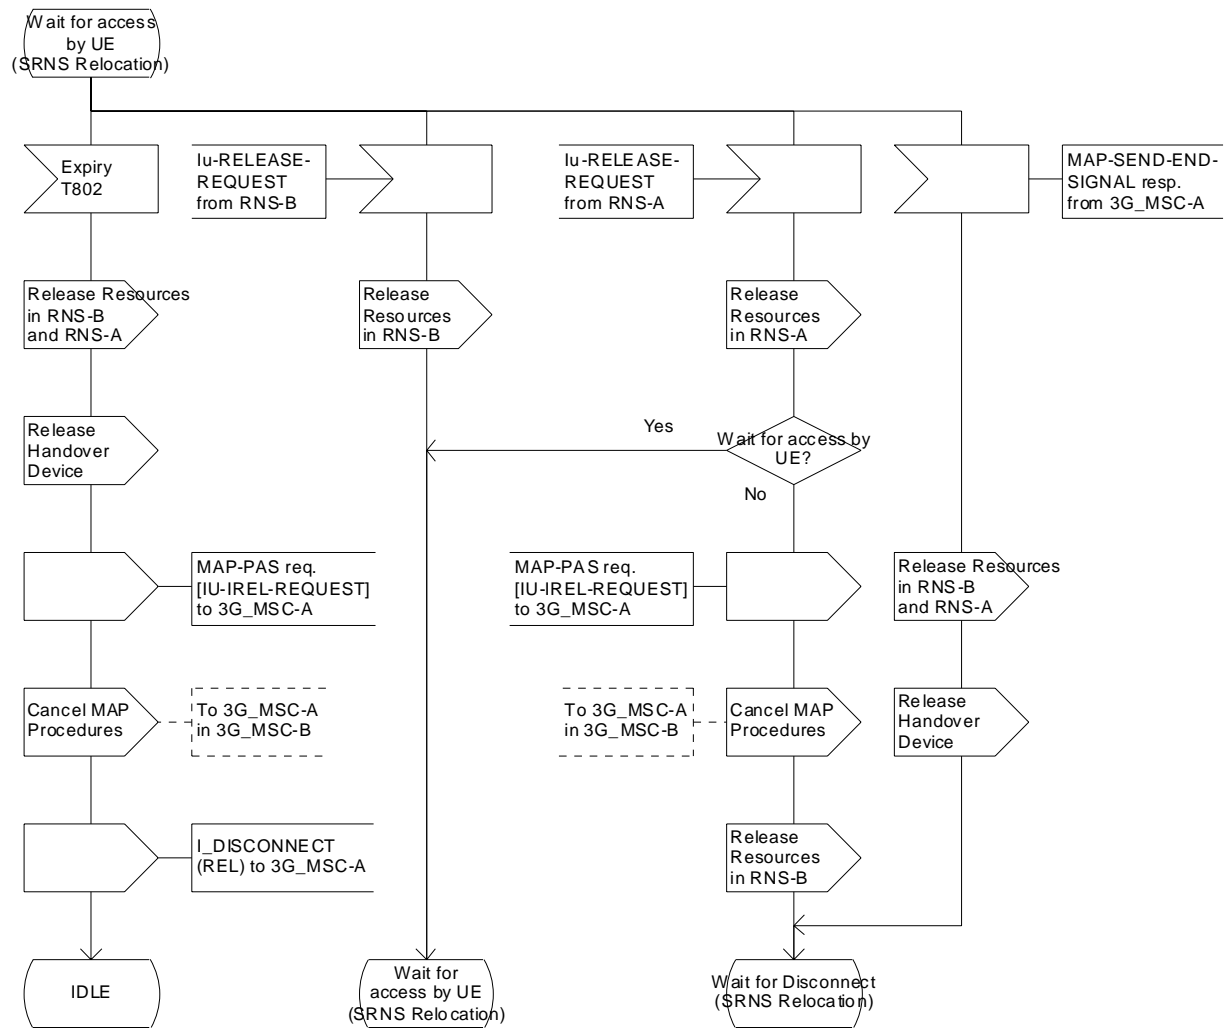 Wait for access
by UE
(SRNS Relocation)
Expiry
T802
Iu-RELEASE-
REQUEST
from RNS-B
Iu-RELEASE-
REQUEST
from RNS-A
MAP-SEND-END-
SIGNAL resp.
from 3G_MSC-A
Release Resources
in RNS-B
and RNS-A
Release
Resources
in RNS-B
Release
Resources
in RNS-A
Release
Handover
Device
Yes
Wait for access by
UE?
No
MAP-PAS req.
[IU-IREL-REQUEST]
to 3G_MSC-A
MAP-PAS req.
[IU-IREL-REQUEST]
to 3G_MSC-A
Release Resources
in RNS-B
and RNS-A
Cancel MAP
Procedures
To 3G_MSC-A
in 3G_MSC-B
To 3G_MSC-A
in 3G_MSC-B
Cancel MAP
Procedures
Release
Handover
Device
I_DISCONNECT
(REL) to 3G_MSC-A
Release
Resources
in RNS-B
IDLE
Wait for
access by UE
(SRNS Relocation)
Wait for Disconnect
(SRNS Relocation)